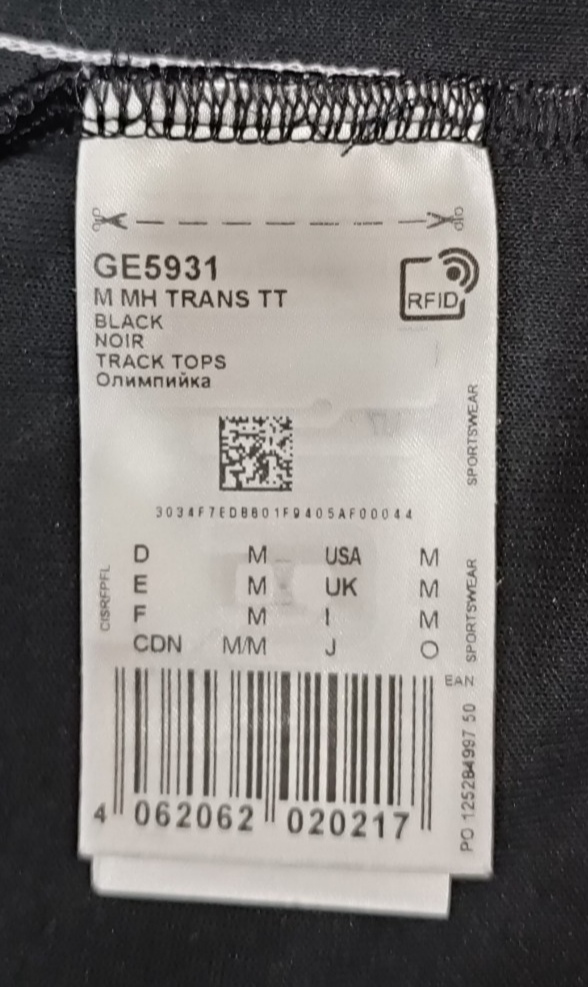 GE5931
M MH TRANS TT
BLACK
NOIR
TRACK TOPS
Олимпийка
RFID
SPORTSWEAR
3034F7EDB801F9405AF00044
D M USA M
E M UK M
F M I M
CDN M/M J O
CISRFPFL
SPORTSWEAR
EAN
4 062062 020217
PO 125284997 50